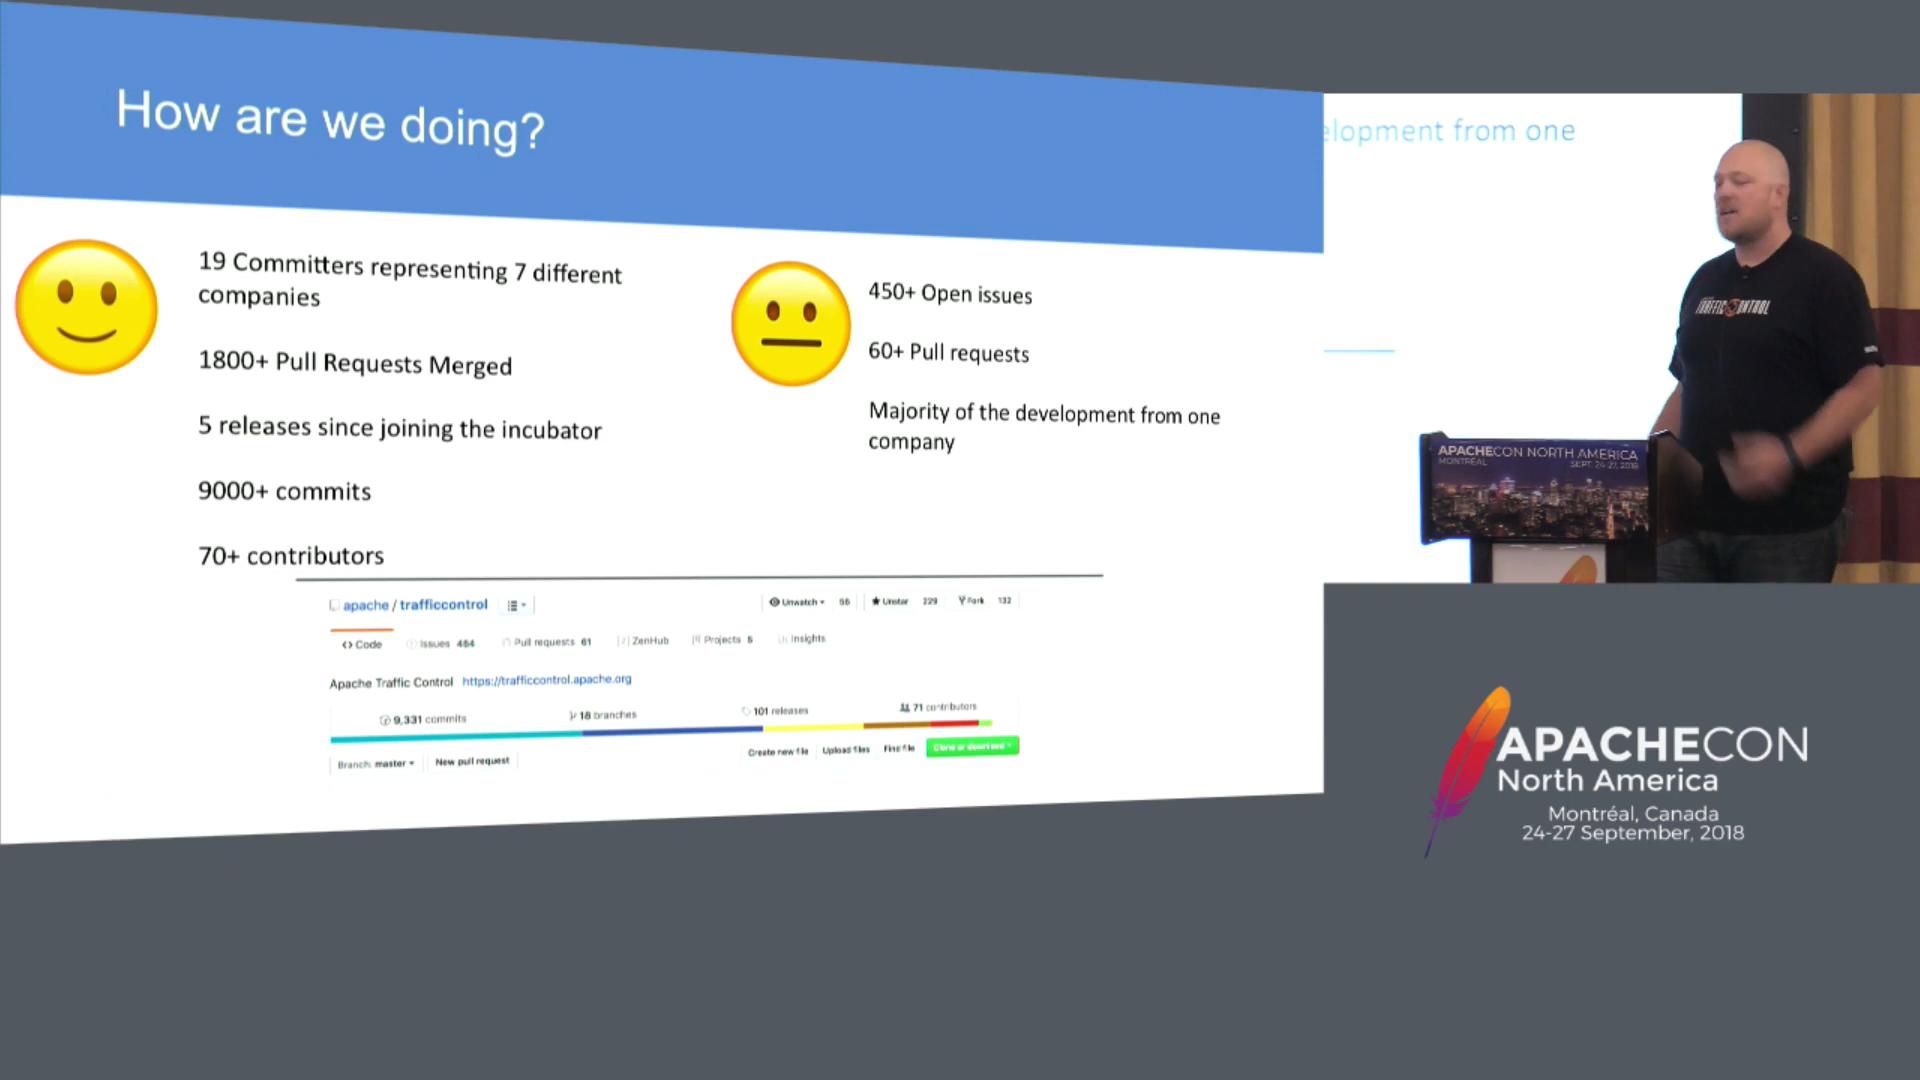 How are we doing?
19 Committers representing 7 different
companies
1800+ Pull Requests Merged
5 releases since joining the incubator
9000+ commits
70+ contributors
450+ Open issues
60+ Pull requests
Majority of the development from one
company
apache / trafficcontrol
Unwatch 56 Unstar 229 Fork 132
Code Issues 464 Pull requests 61 ZenHub Projects 5 Insights
Apache Traffic Control https://trafficcontrol.apache.org
9,331 commits 18 branches 101 releases 71 contributors
Branch: master New pull request Create new file Upload files Find file Clone or download
elopment from one
TRAFFIC CONTROL
APACHECON NORTH AMERICA
MONTRÉAL SEPT. 24-27, 2018
APACHECON
North America
Montréal, Canada
24-27 September, 2018